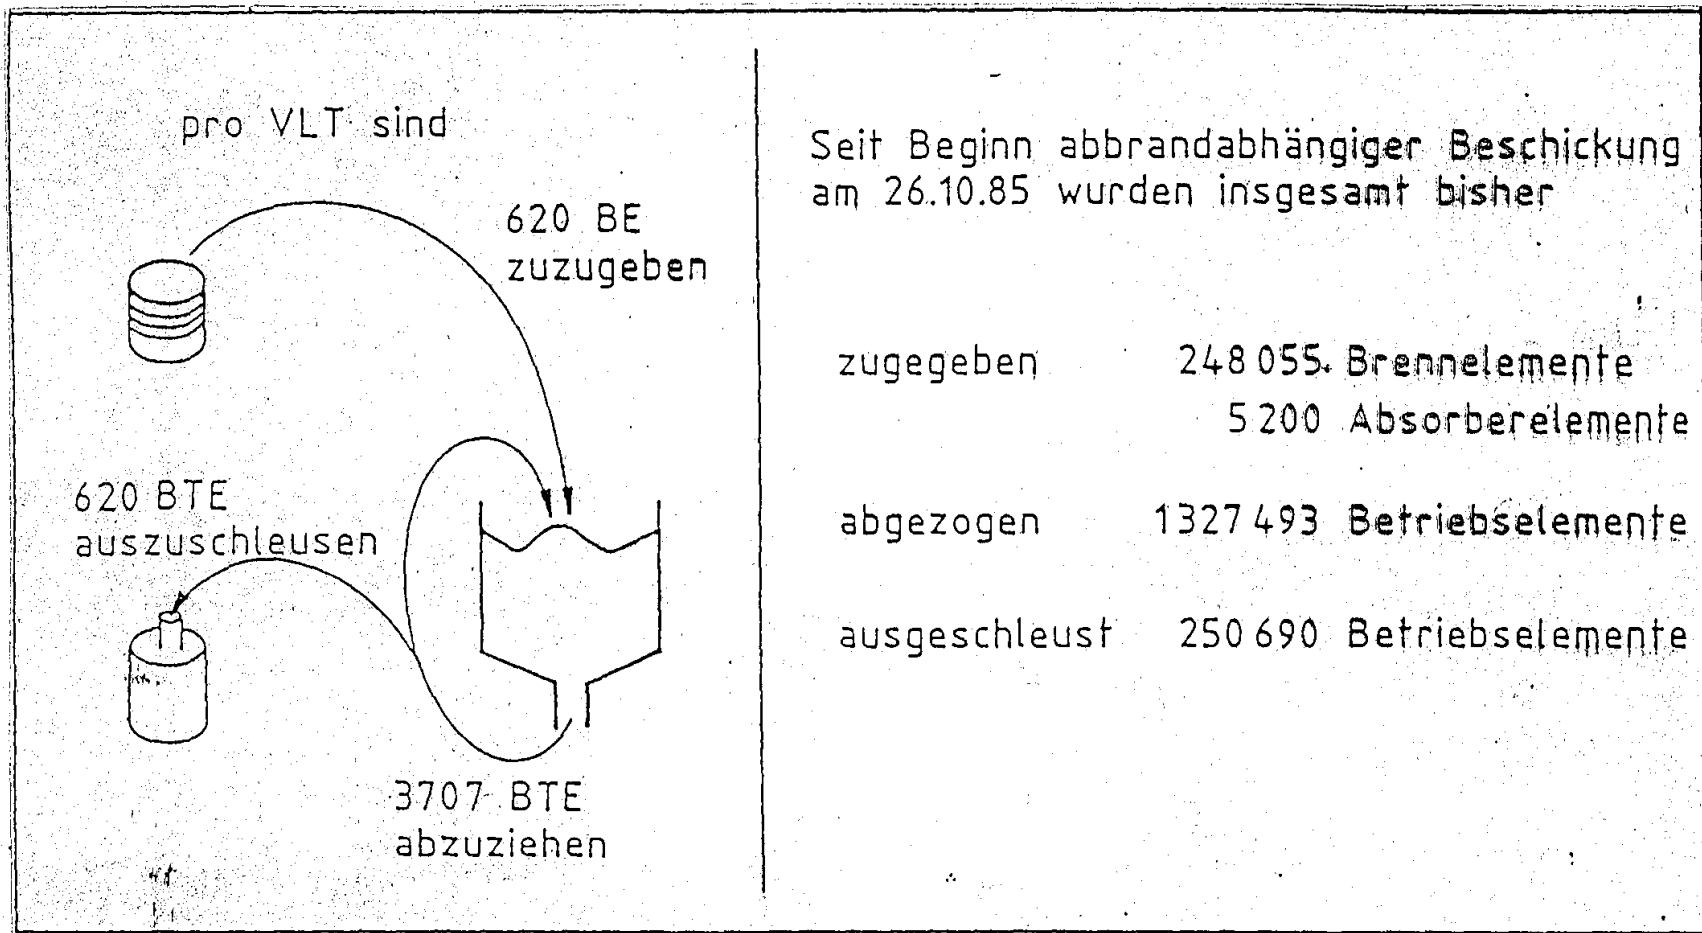 pro VLT sind
620 BE
zuzugeben
620 BTE
auszuschleusen
3707 BTE
abzuziehen
Seit Beginn abbrandabhängiger Beschickung
am 26.10.85 wurden insgesamt bisher
zugegeben 248 055 Brennelemente
5 200 Absorberelemente
abgezogen 1327 493 Betriebselemente
ausgeschleust 250 690 Betriebselemente